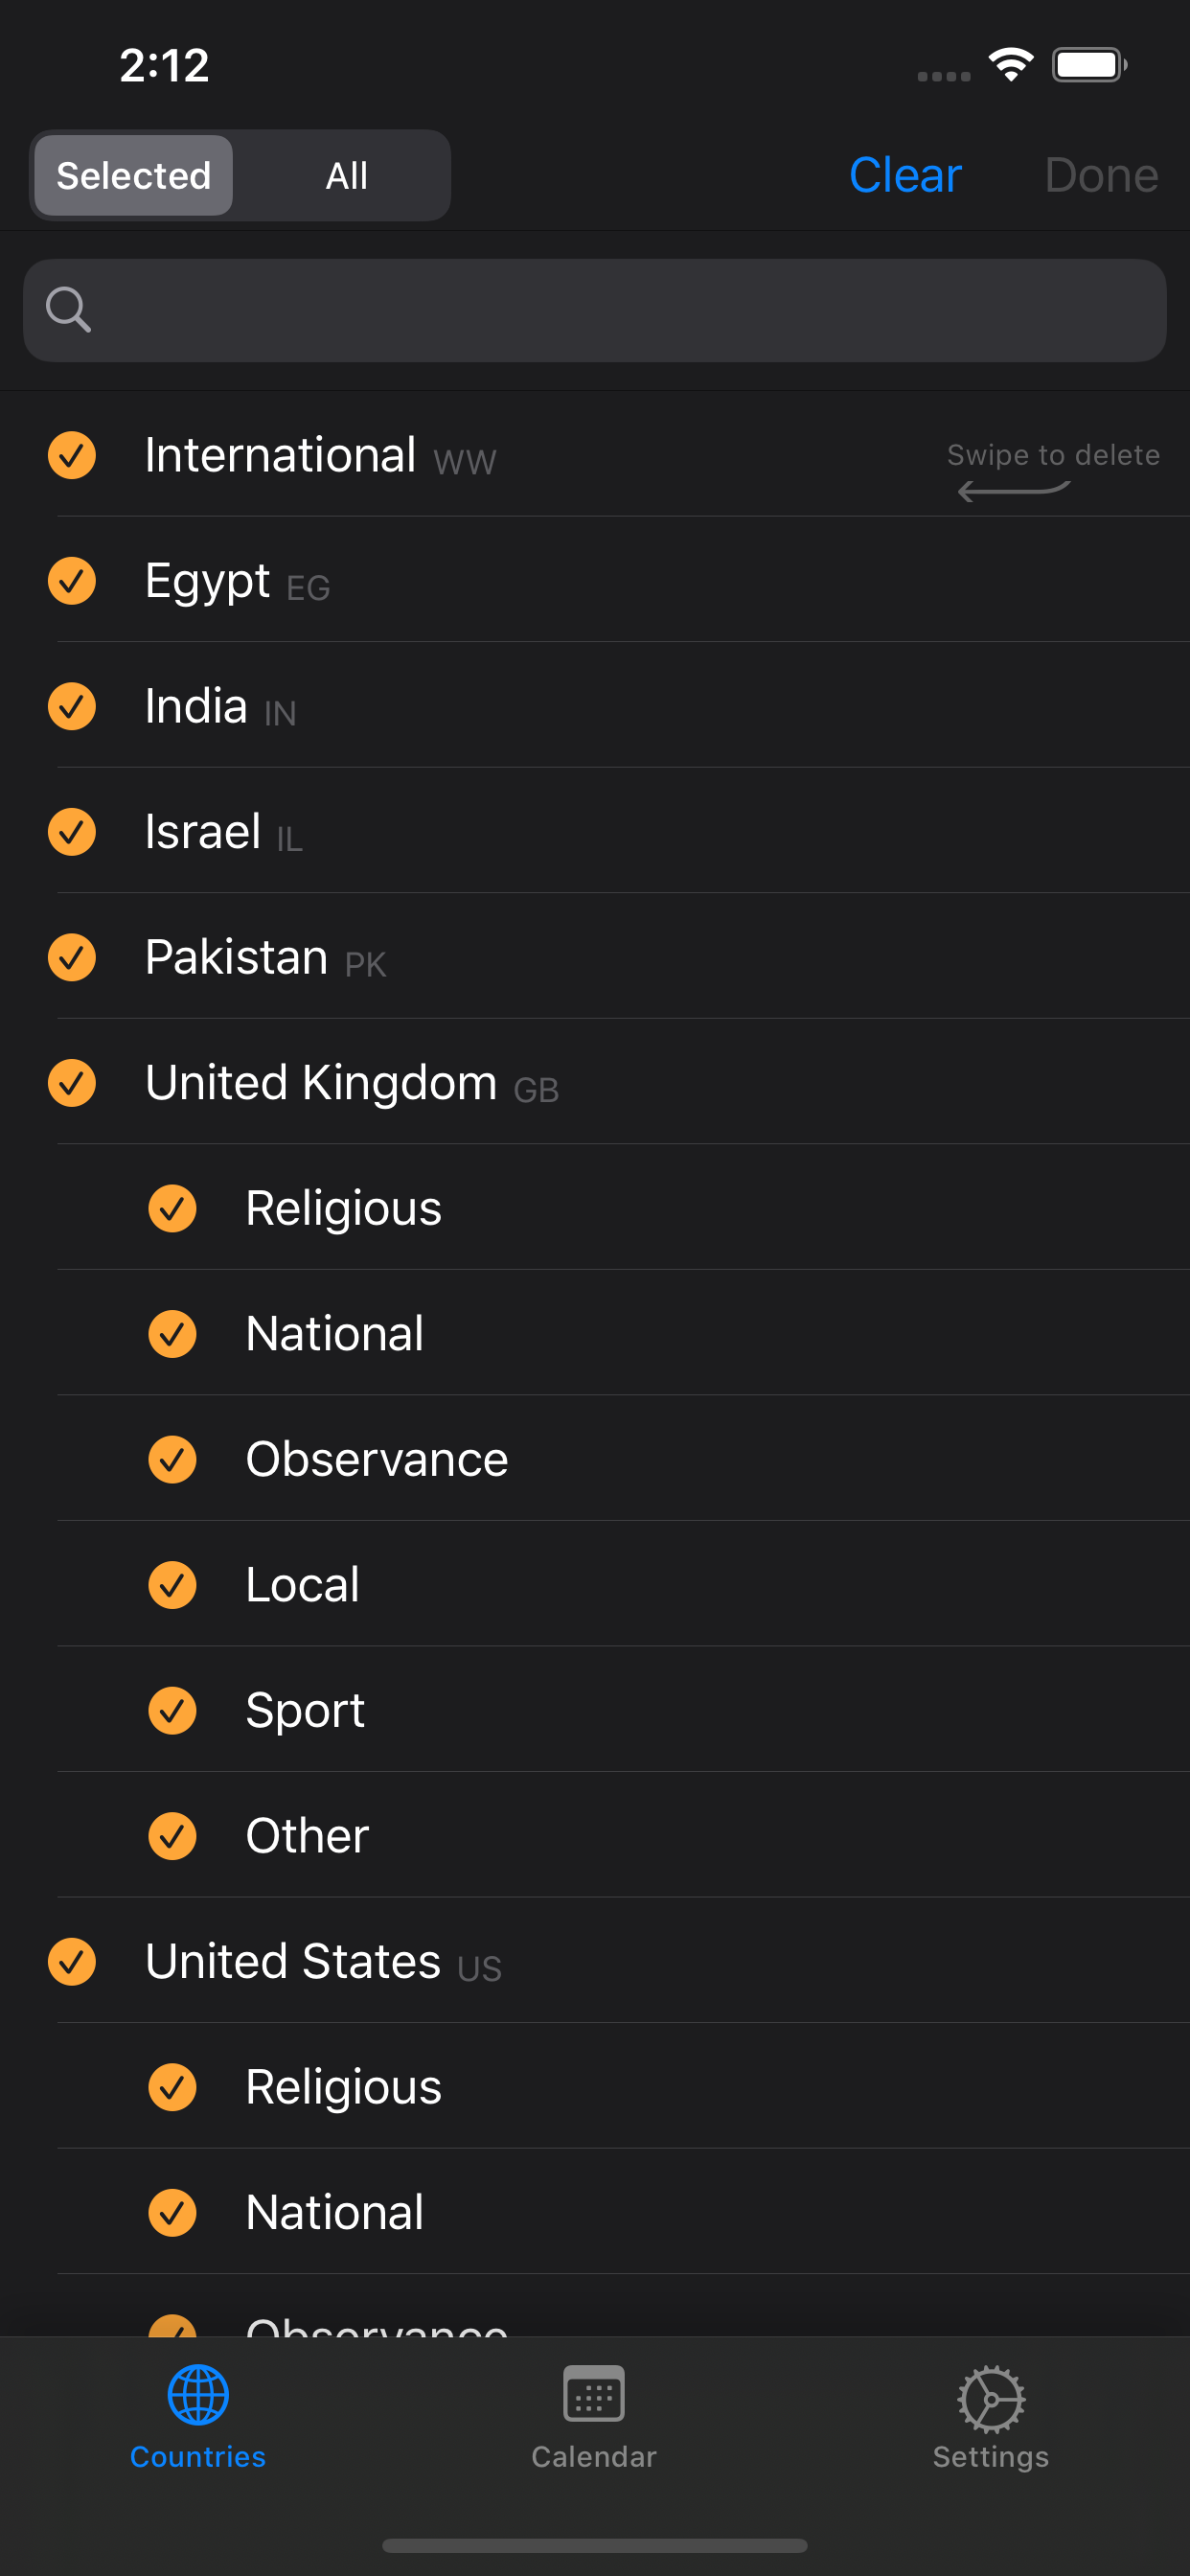 2:12
Selected All Clear Done
International WW Swipe to delete
Egypt EG
India IN
Israel IL
Pakistan PK
United Kingdom GB
Religious
National
Observance
Local
Sport
Other
United States US
Religious
National
Observance
Countries Calendar Settings